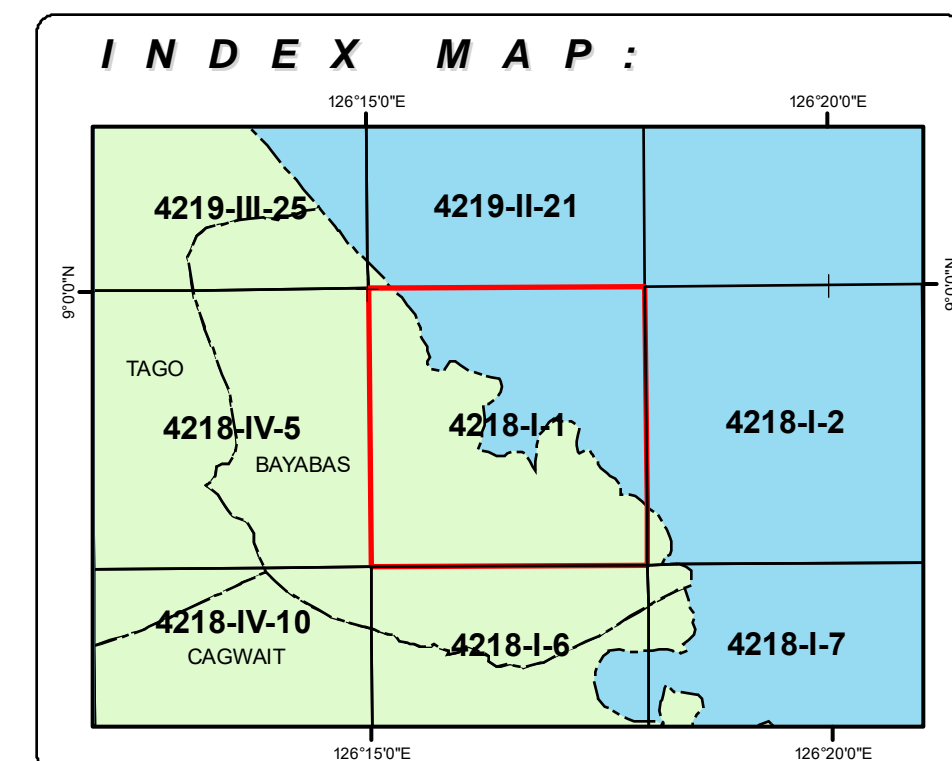 INDEX MAP:
126°15'0"E
126°20'0"E
4219-III-25
4219-II-21
9°0'0"N
9°0'0"N
TAGO
4218-IV-5
4218-I-1
4218-I-2
BAYABAS
4218-IV-10
4218-I-6
4218-I-7
CAGWAIT
126°15'0"E
126°20'0"E